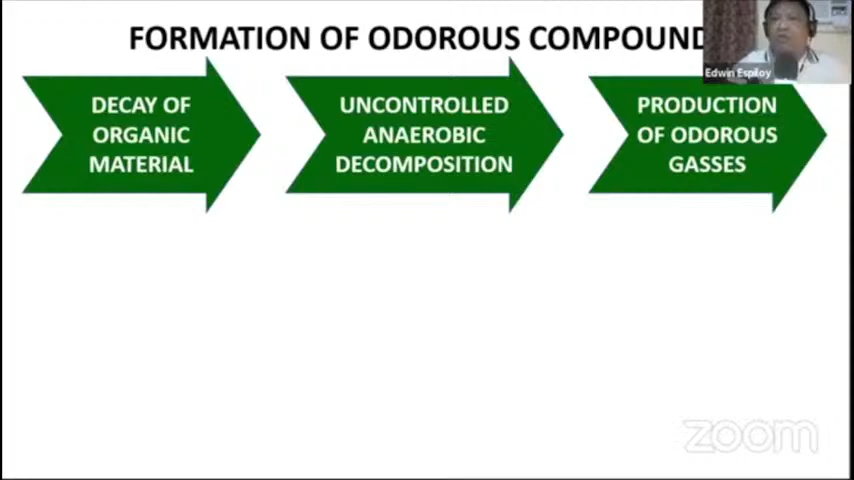 FORMATION OF ODOROUS COMPOUND
Edwin Espiloy
DECAY OF
ORGANIC
MATERIAL
UNCONTROLLED
ANAEROBIC
DECOMPOSITION
PRODUCTION
OF ODOROUS
GASSES
zoom